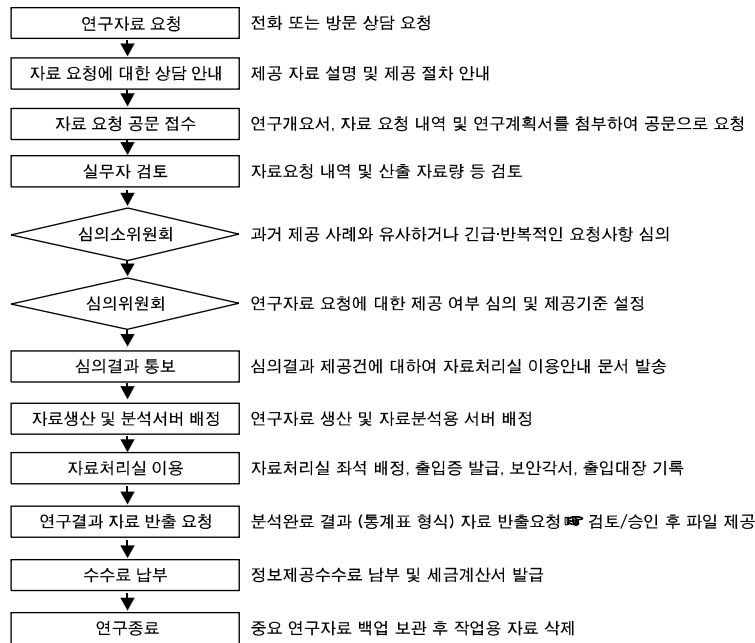 연구자료 요청 전화 또는 방문 상담 요청
자료 요청에 대한 상담 안내 제공 자료 설명 및 제공 절차 안내
자료 요청 공문 접수 연구개요서, 자료 요청 내역 및 연구계획서를 첨부하여 공문으로 요청
실무자 검토 자료요청 내역 및 산출 자료량 등 검토
심의소위원회 과거 제공 사례와 유사하거나 긴급·반복적인 요청사항 심의
심의위원회 연구자료 요청에 대한 제공 여부 심의 및 제공기준 설정
심의결과 통보 심의결과 제공건에 대하여 자료처리실 이용안내 문서 발송
자료생산 및 분석서버 배정 연구자료 생산 및 자료분석용 서버 배정
자료처리실 이용 자료처리실 좌석 배정, 출입증 발급, 보안각서, 출입대장 기록
연구결과 자료 반출 요청 분석완료 결과 (통계표 형식) 자료 반출요청 ☞ 검토/승인 후 파일 제공
수수료 납부 정보제공수수료 남부 및 세금계산서 발급
연구종료 중요 연구자료 백업 보관 후 작업용 자료 삭제